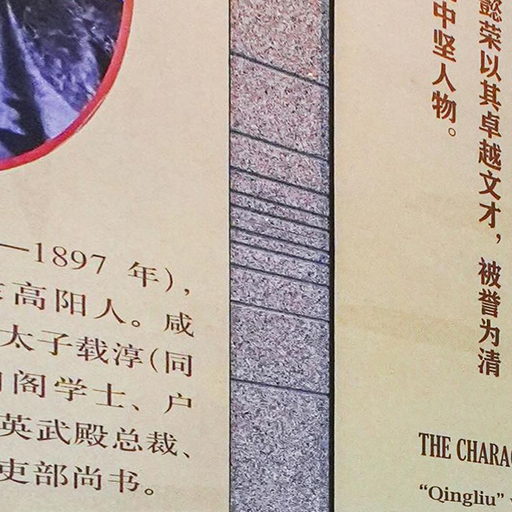 —1897 年），
高阳人。咸
太子载淳（同
阁学士、户
英武殿总裁、
吏部尚书。
懿荣以其卓越文才，被誉为清
中坚人物。
THE CHARAC
“Qingliu”